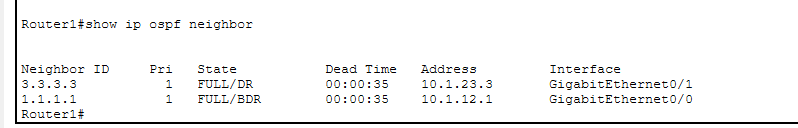 Router1#show ip ospf neighbor
Neighbor ID     Pri   State           Dead Time   Address         Interface
3.3.3.3           1   FULL/DR         00:00:35    10.1.23.3       GigabitEthernet0/1
1.1.1.1           1   FULL/BDR        00:00:35    10.1.12.1       GigabitEthernet0/0
Router1#